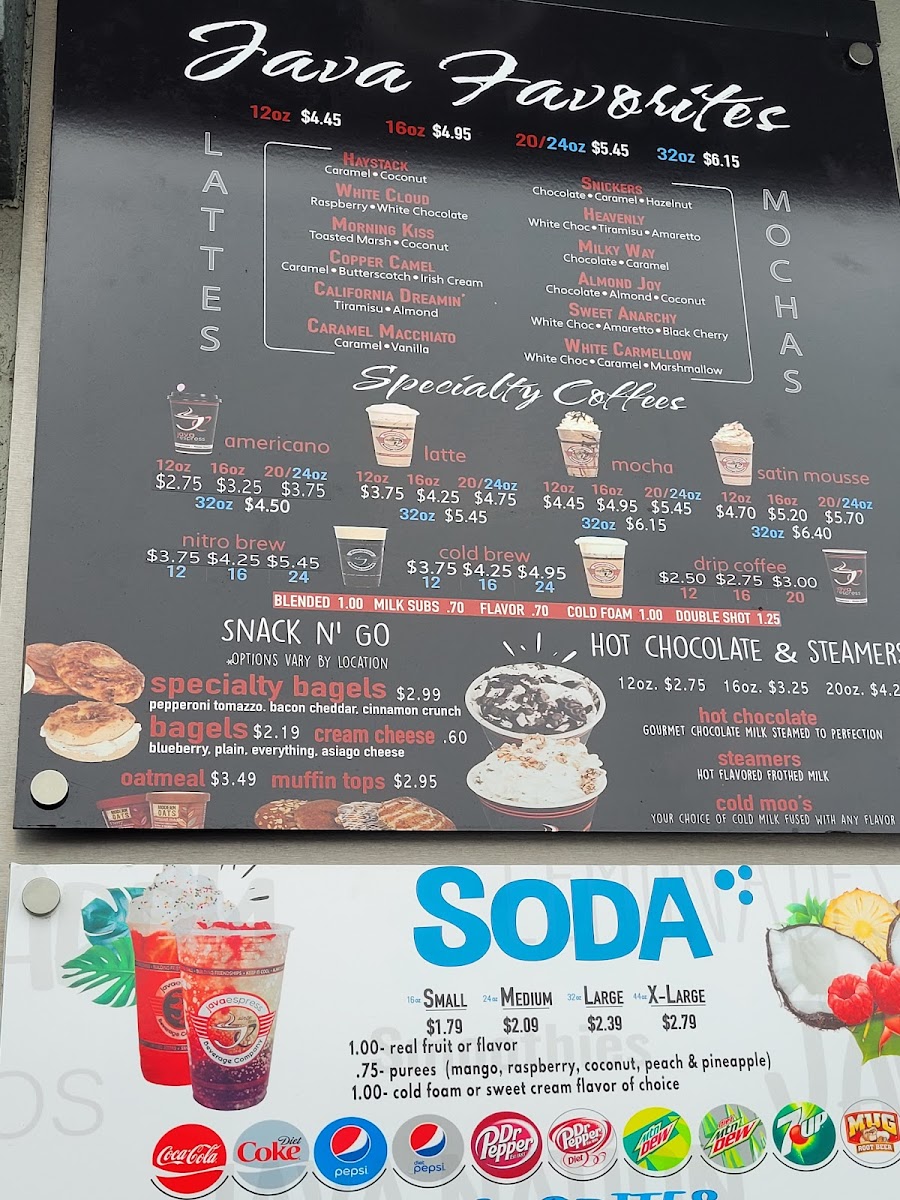 Java Favorites
12oz $4.45 16oz $4.95 20/24oz $5.45 32oz $6.15
LATTES
HAYSTACK
Caramel • Coconut
WHITE CLOUD
Raspberry • White Chocolate
MORNING KISS
Toasted Marsh • Coconut
COPPER CAMEL
Caramel • Butterscotch • Irish Cream
CALIFORNIA DREAMIN'
Tiramisu • Almond
CARAMEL MACCHIATO
Caramel • Vanilla
SNICKERS
Chocolate • Caramel • Hazelnut
HEAVENLY
White Choc • Tiramisu • Amaretto
MILKY WAY
Chocolate • Caramel
ALMOND JOY
Chocolate • Almond • Coconut
SWEET ANARCHY
White Choc • Amaretto • Black Cherry
WHITE CARMELLOW
White Choc • Caramel • Marshmallow
MOCHAS
Specialty Coffees
americano
12oz 16oz 20/24oz
$2.75 $3.25 $3.75
32oz $4.50
latte
12oz 16oz 20/24oz
$3.75 $4.25 $4.75
32oz $5.45
mocha
12oz 16oz 20/24oz
$4.45 $4.95 $5.45
32oz $6.15
satin mousse
12oz 16oz 20/24oz
$4.70 $5.20 $5.70
32oz $6.40
nitro brew
$3.75 $4.25 $5.45
12 16 24
cold brew
$3.75 $4.25 $4.95
12 16 24
drip coffee
$2.50 $2.75 $3.00
12 16 20
BLENDED 1.00 MILK SUBS .70 FLAVOR .70 COLD FOAM 1.00 DOUBLE SHOT 1.25
SNACK N' GO
*OPTIONS VARY BY LOCATION
specialty bagels $2.99
pepperoni tomazzo, bacon cheddar, cinnamon crunch
bagels $2.19 cream cheese .60
blueberry, plain, everything, asiago cheese
oatmeal $3.49 muffin tops $2.95
HOT CHOCOLATE & STEAMERS
12oz. $2.75 16oz. $3.25 20oz. $4.2
hot chocolate
GOURMET CHOCOLATE MILK STEAMED TO PERFECTION
steamers
HOT FLAVORED FROTHED MILK
cold moo's
YOUR CHOICE OF COLD MILK FUSED WITH ANY FLAVOR
SODA
16oz SMALL 24oz MEDIUM 32oz LARGE 44oz X-LARGE
$1.79 $2.09 $2.39 $2.79
1.00- real fruit or flavor
.75- purees (mango, raspberry, coconut, peach & pineapple)
1.00- cold foam or sweet cream flavor of choice
javaespress
Beverage Company
Coca-Cola
Diet Coke
pepsi
diet pepsi
Dr Pepper
Dr Pepper Diet
mtn dew
diet mtn dew
7UP
MUG ROOT BEER